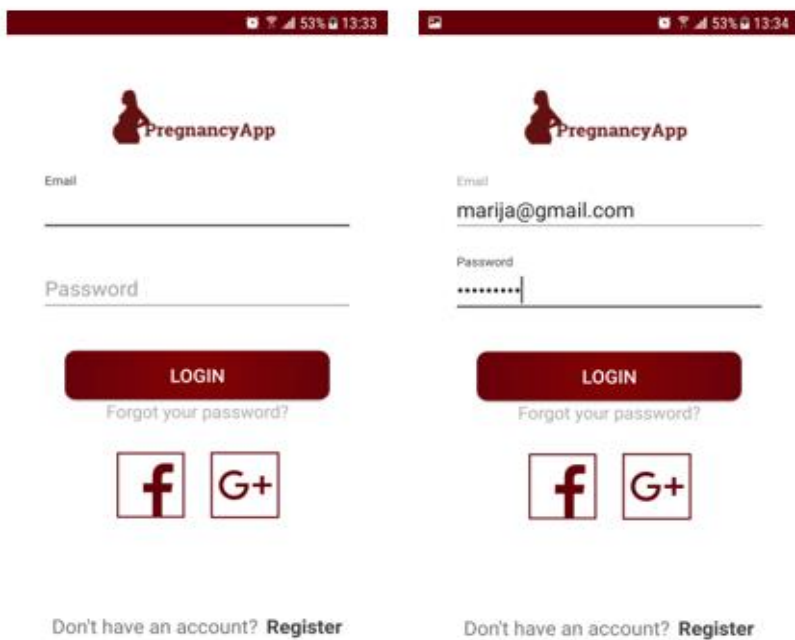 53% 13:33
PregnancyApp
Email
Password
LOGIN
Forgot your password?
f G+
Don't have an account? Register
53% 13:34
PregnancyApp
Email
marija@gmail.com
Password
•••••••••
LOGIN
Forgot your password?
f G+
Don't have an account? Register